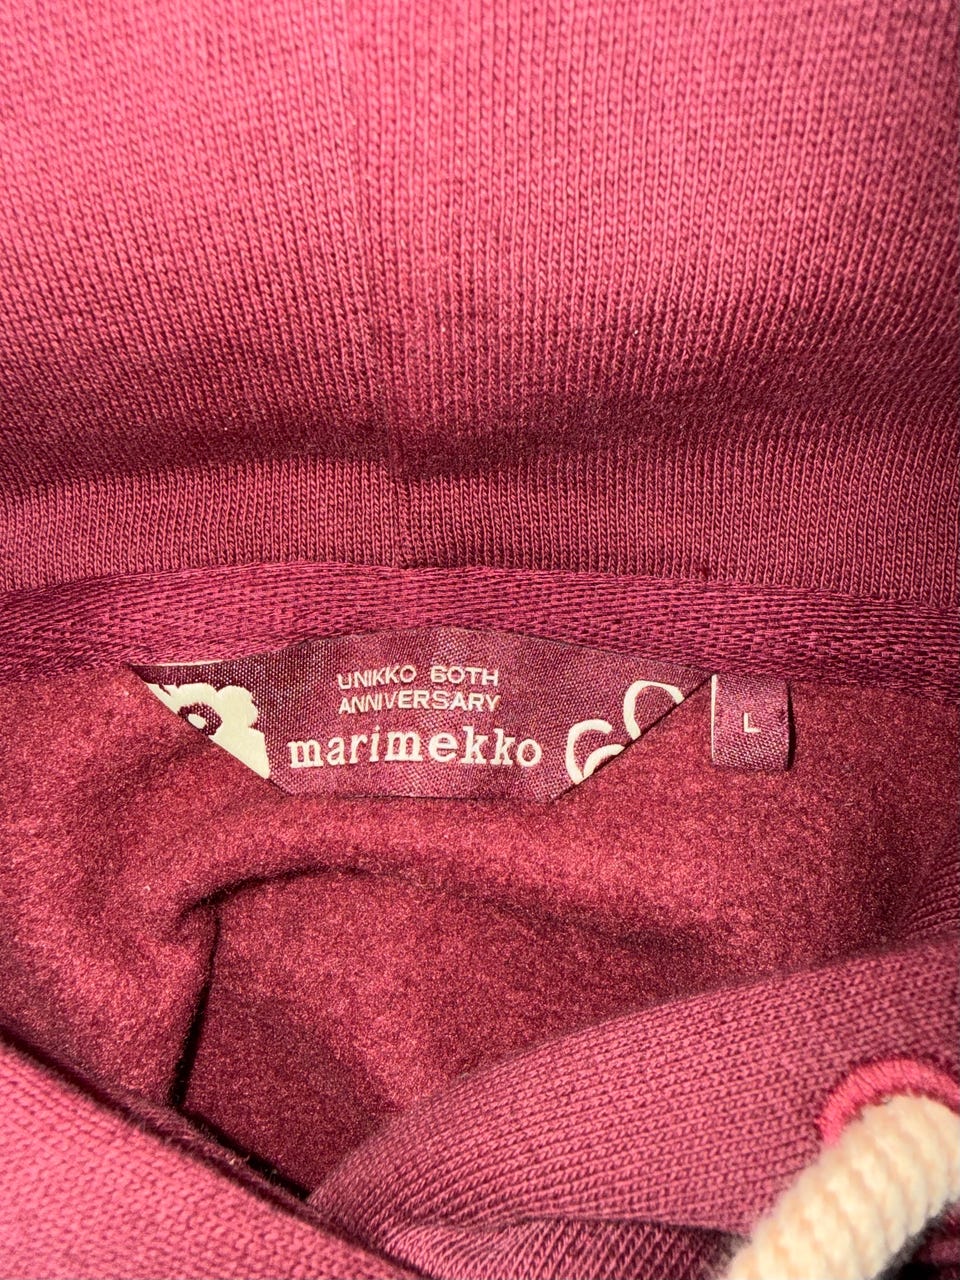 UNIKKO 60TH
ANNIVERSARY
marimekko
60
L